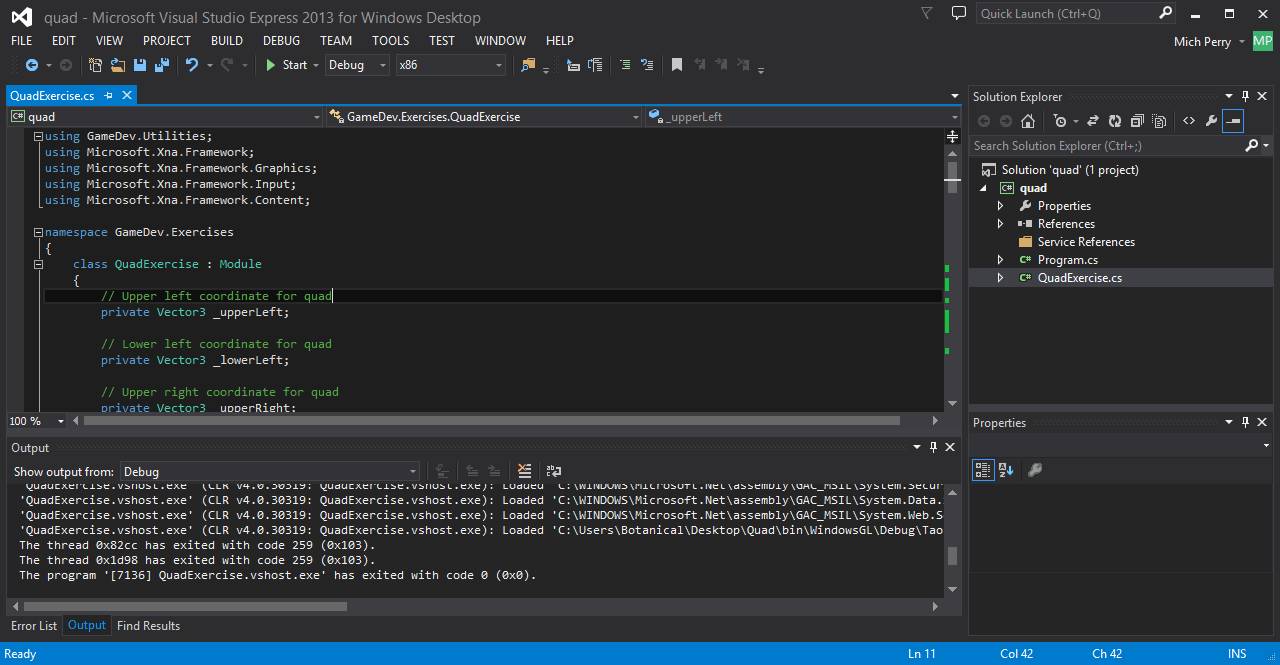 quad - Microsoft Visual Studio Express 2013 for Windows Desktop
Quick Launch (Ctrl+Q)
FILE EDIT VIEW PROJECT BUILD DEBUG TEAM TOOLS TEST WINDOW HELP
Mich Perry
MP
Start Debug x86
QuadExercise.cs
quad
GameDev.Exercises.QuadExercise
_upperLeft
using GameDev.Utilities;
using Microsoft.Xna.Framework;
using Microsoft.Xna.Framework.Graphics;
using Microsoft.Xna.Framework.Input;
using Microsoft.Xna.Framework.Content;
namespace GameDev.Exercises
{
class QuadExercise : Module
{
// Upper left coordinate for quad
private Vector3 _upperLeft;
// Lower left coordinate for quad
private Vector3 _lowerLeft;
// Upper right coordinate for quad
private Vector3 _upperRight;
100 %
Output
Show output from: Debug
'QuadExercise.vshost.exe' (CLR v4.0.30319: QuadExercise.vshost.exe): Loaded 'C:\WINDOWS\Microsoft.Net\assembly\GAC_MSIL\System.Secur
'QuadExercise.vshost.exe' (CLR v4.0.30319: QuadExercise.vshost.exe): Loaded 'C:\WINDOWS\Microsoft.Net\assembly\GAC_MSIL\System.Data.
'QuadExercise.vshost.exe' (CLR v4.0.30319: QuadExercise.vshost.exe): Loaded 'C:\WINDOWS\Microsoft.Net\assembly\GAC_MSIL\System.Web.S
'QuadExercise.vshost.exe' (CLR v4.0.30319: QuadExercise.vshost.exe): Loaded 'C:\Users\Botanical\Desktop\Quad\bin\WindowsGL\Debug\Tao
The thread 0x82cc has exited with code 259 (0x103).
The thread 0x1d98 has exited with code 259 (0x103).
The program '[7136] QuadExercise.vshost.exe' has exited with code 0 (0x0).
Error List Output Find Results
Solution Explorer
Search Solution Explorer (Ctrl+;)
Solution 'quad' (1 project)
C# quad
Properties
References
Service References
C# Program.cs
C# QuadExercise.cs
Properties
Ready
Ln 11
Col 42
Ch 42
INS